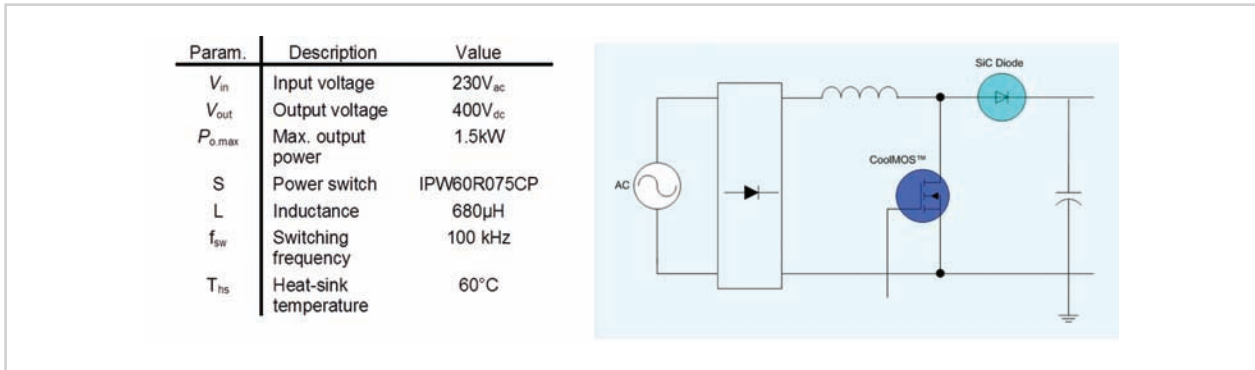 Param. Description Value
Vin Input voltage 230Vac
Vout Output voltage 400Vdc
Po.max Max. output power 1.5kW
S Power switch IPW60R075CP
L Inductance 680µH
fsw Switching frequency 100 kHz
Ths Heat-sink temperature 60°C
SiC Diode
CoolMOS™
AC